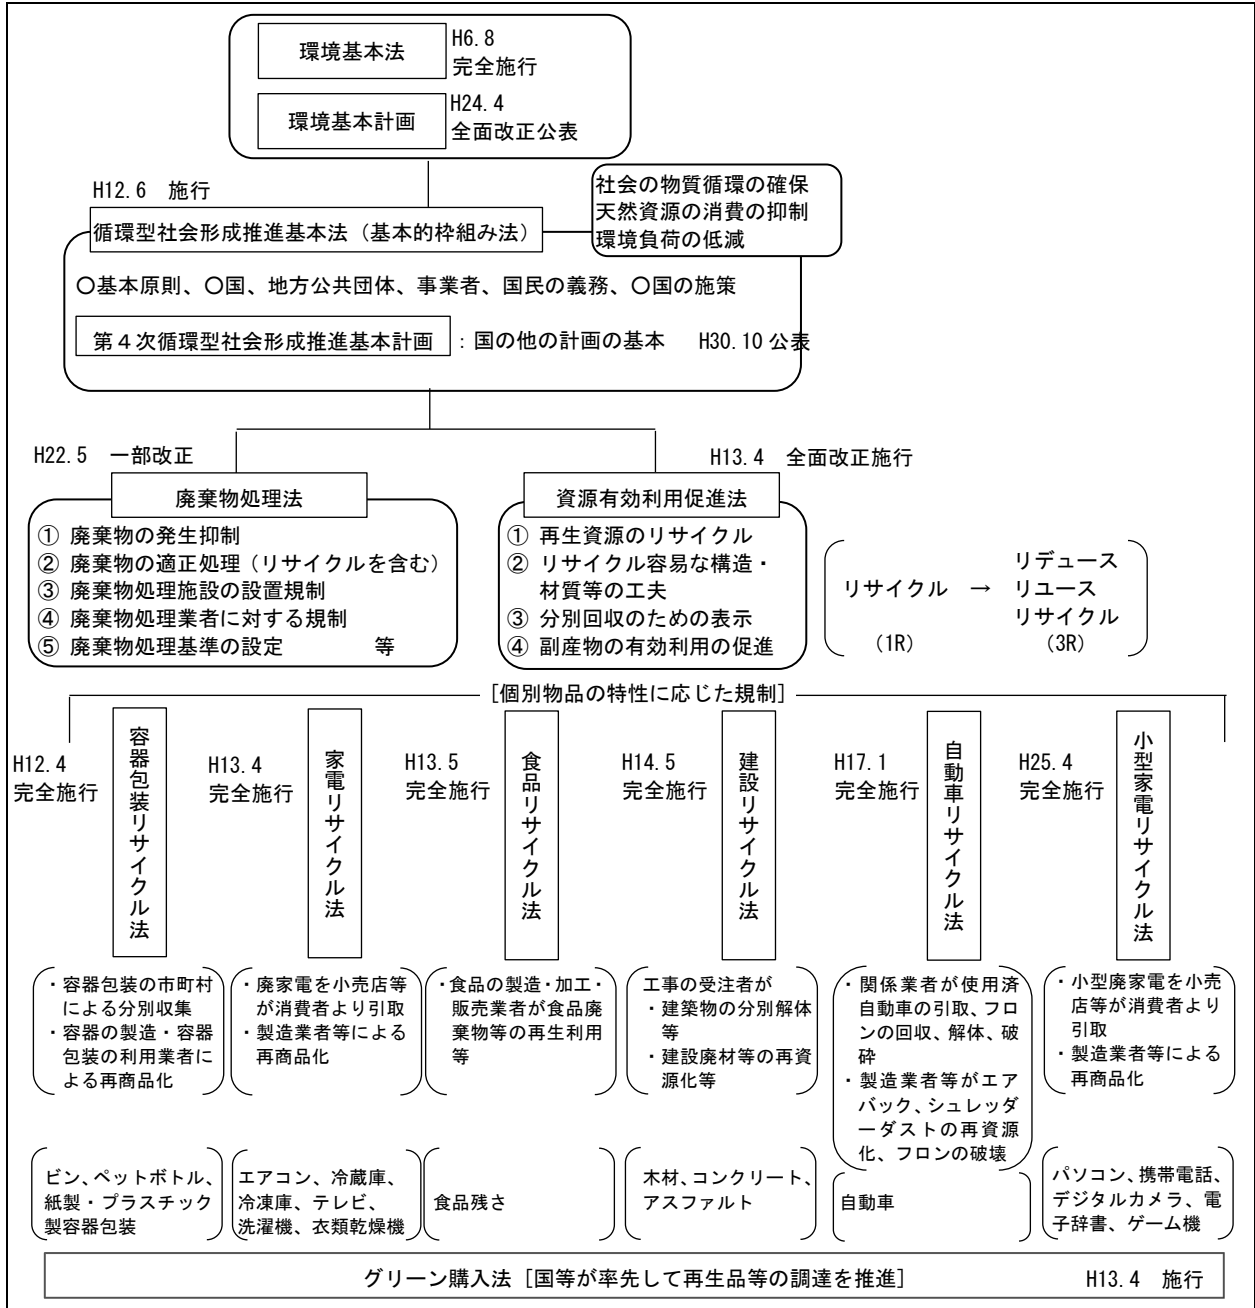 環境基本法
H6.8
完全施行
環境基本計画
H24.4
全面改正公表
H12.6 施行
社会の物質循環の確保
天然資源の消費の抑制
環境負荷の低減
循環型社会形成推進基本法（基本的枠組み法）
〇基本原則、〇国、地方公共団体、事業者、国民の義務、〇国の施策
第４次循環型社会形成推進基本計画
：国の他の計画の基本 H30.10 公表
H22.5 一部改正
廃棄物処理法
① 廃棄物の発生抑制
② 廃棄物の適正処理（リサイクルを含む）
③ 廃棄物処理施設の設置規制
④ 廃棄物処理業者に対する規制
⑤ 廃棄物処理基準の設定 等
H13.4 全面改正施行
資源有効利用促進法
① 再生資源のリサイクル
② リサイクル容易な構造・
材質等の工夫
③ 分別回収のための表示
④ 副産物の有効利用の促進
リサイクル →
(1R)
リデュース
リユース
リサイクル
(3R)
[個別物品の特性に応じた規制]
H12.4
完全施行
容器包装リサイクル法
H13.4
完全施行
家電リサイクル法
H13.5
完全施行
食品リサイクル法
H14.5
完全施行
建設リサイクル法
H17.1
完全施行
自動車リサイクル法
H25.4
完全施行
小型家電リサイクル法
・容器包装の市町村
による分別収集
・容器の製造・容器
包装の利用業者に
よる再商品化
・廃家電を小売店等
が消費者より引取
・製造業者等による
再商品化
・食品の製造・加工・
販売業者が食品廃
棄物等の再生利用
等
工事の受注者が
・建築物の分別解体
等
・建設廃材等の再資
源化等
・関係業者が使用済
自動車の引取、フロ
ンの回収、解体、破
砕
・製造業者等がエア
バック、シュレッダ
ーダストの再資源
化、フロンの破壊
・小型廃家電を小売
店等が消費者より
引取
・製造業者等による
再商品化
ビン、ペットボトル、
紙製・プラスチック
製容器包装
エアコン、冷蔵庫、
冷凍庫、テレビ、
洗濯機、衣類乾燥機
食品残さ
木材、コンクリート、
アスファルト
自動車
パソコン、携帯電話、
デジタルカメラ、電
子辞書、ゲーム機
グリーン購入法［国等が率先して再生品等の調達を推進］ H13.4 施行